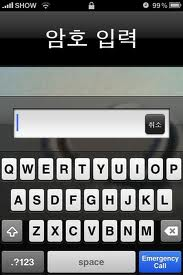 SHOW 99%
암호 입력
취소
Q W E R T Y U I O P
A S D F G H J K L
Z X C V B N M
.?123 space Emergency Call